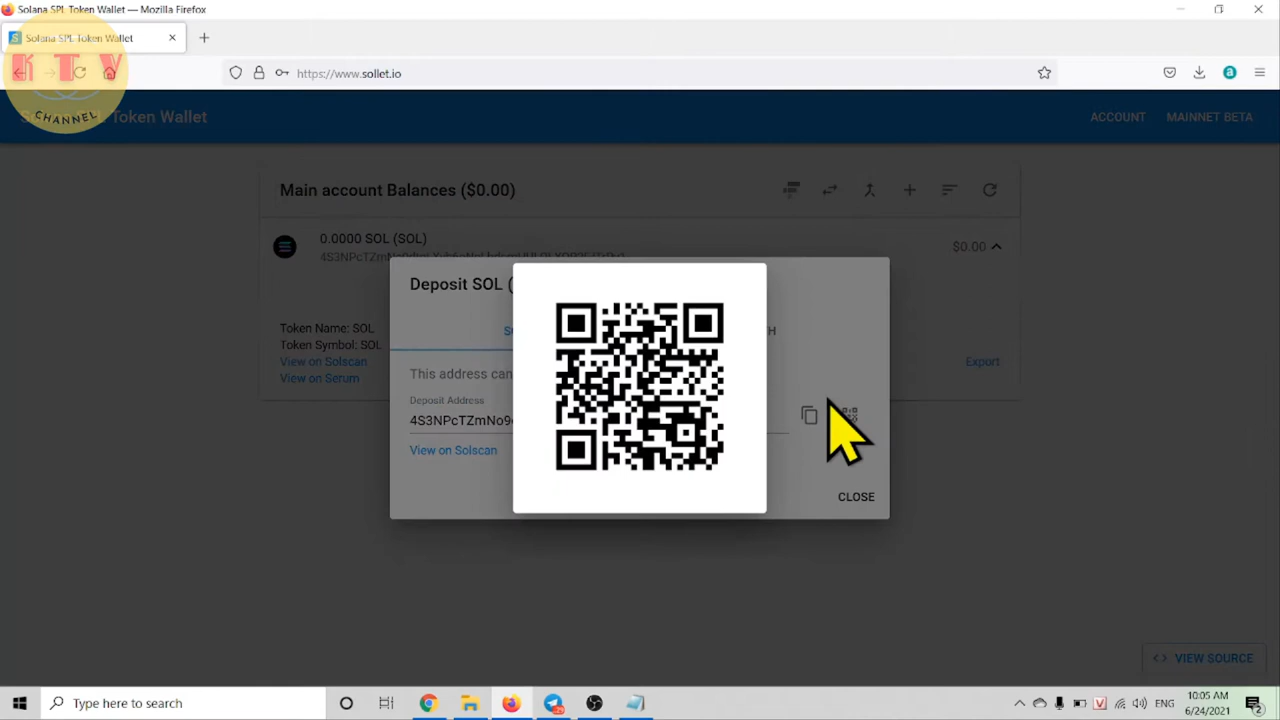 Solana SPL Token Wallet — Mozilla Firefox
Solana SPL Token Wallet
https://www.sollet.io
KTV
CHANNEL
Token Wallet
ACCOUNT
MAINNET BETA
Main account Balances ($0.00)
0.0000 SOL (SOL)
$0.00
Deposit SOL (
This address can
Deposit Address
4S3NPcTZmNo9
View on Solscan
CLOSE
Token Name: SOL
Token Symbol: SOL
View on Solscan
View on Serum
Export
VIEW SOURCE
Type here to search
ENG
10:05 AM
6/24/2021